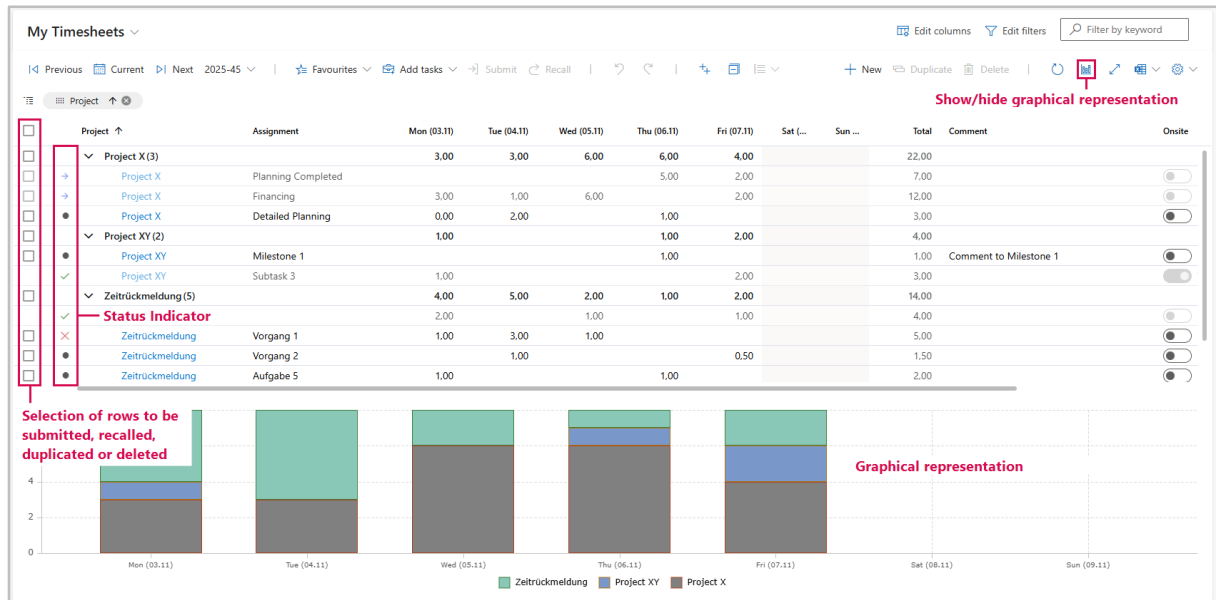 My Timesheets
Edit columns Edit filters Filter by keyword
Previous Current Next 2025-45 Favourites Add tasks Submit Recall New Duplicate Delete
Show/hide graphical representation
Project
Project Assignment Mon (03.11) Tue (04.11) Wed (05.11) Thu (06.11) Fri (07.11) Sat (... Sun ... Total Comment Onsite
Project X (3) 3,00 3,00 6,00 6,00 4,00 22,00
Project X Planning Completed 5,00 2,00 7,00
Project X Financing 3,00 1,00 6,00 2,00 12,00
Project X Detailed Planning 0,00 2,00 1,00 3,00
Project XY (2) 1,00 1,00 2,00 4,00
Project XY Milestone 1 1,00 1,00 Comment to Milestone 1
Project XY Subtask 3 1,00 2,00 3,00
Zeitrückmeldung (5) 4,00 5,00 2,00 1,00 2,00 14,00
Status Indicator 2,00 1,00 1,00 4,00
Zeitrückmeldung Vorgang 1 1,00 3,00 1,00 5,00
Zeitrückmeldung Vorgang 2 1,00 0,50 1,50
Zeitrückmeldung Aufgabe 5 1,00 1,00 2,00
Selection of rows to be
submitted, recalled,
duplicated or deleted
Graphical representation
4
2
0
Mon (03.11) Tue (04.11) Wed (05.11) Thu (06.11) Fri (07.11) Sat (08.11) Sun (09.11)
Zeitrückmeldung Project XY Project X